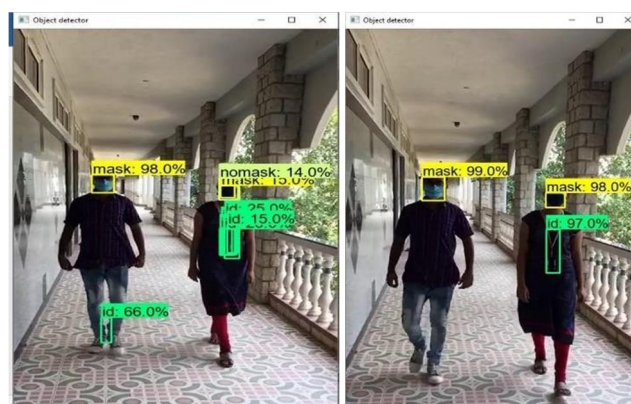 Object detector
mask: 98.0%
nomask: 14.0%
mask: 15.0%
id: 25.0%
id: 15.0%
id: 66.0%
Object detector
mask: 99.0%
mask: 98.0%
id: 97.0%